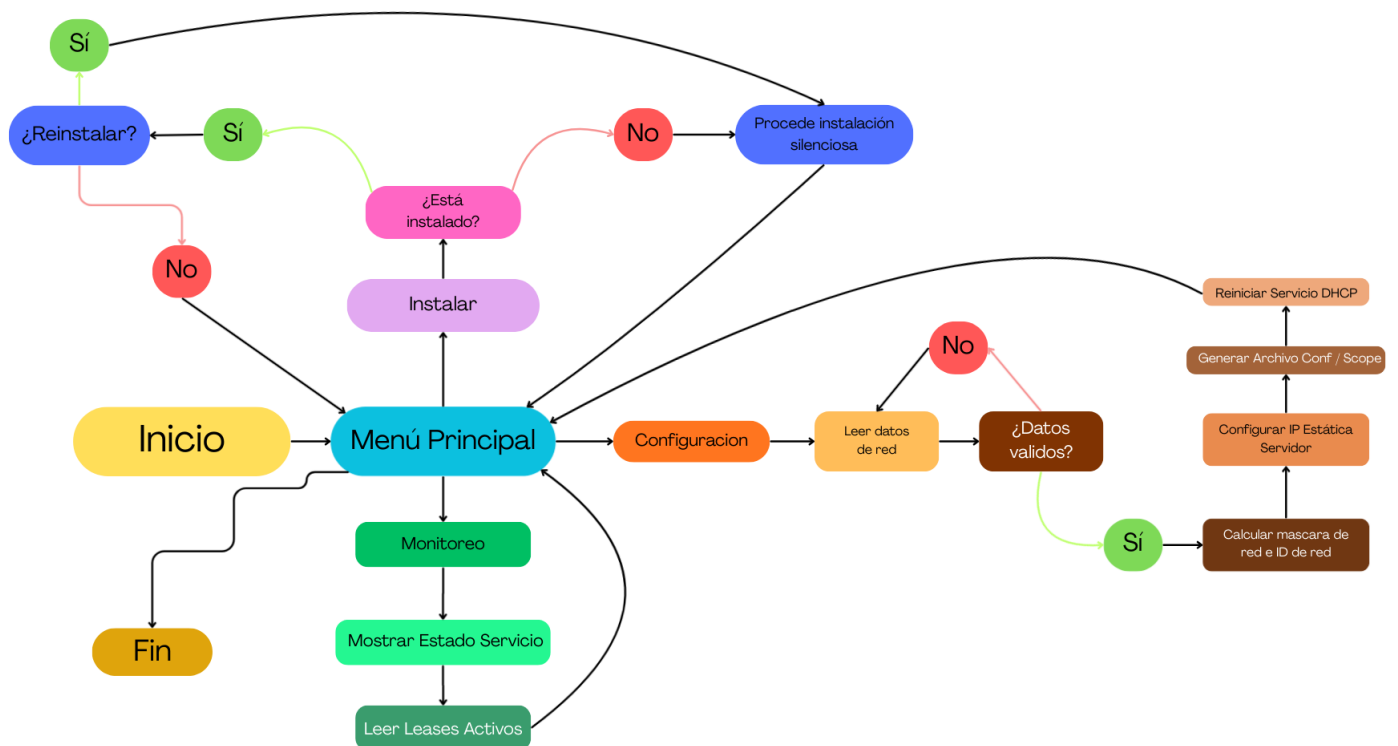 Sí
¿Reinstalar?
Sí
No
Procede instalación
silenciosa
¿Está
instalado?
No
Instalar
Reiniciar Servicio DHCP
No
Generar Archivo Conf / Scope
Inicio
Menú Principal
Configuracion
Leer datos
de red
¿Datos
validos?
Configurar IP Estática
Servidor
Monitoreo
Sí
Calcular mascara de
red e ID de red
Fin
Mostrar Estado Servicio
Leer Leases Activos